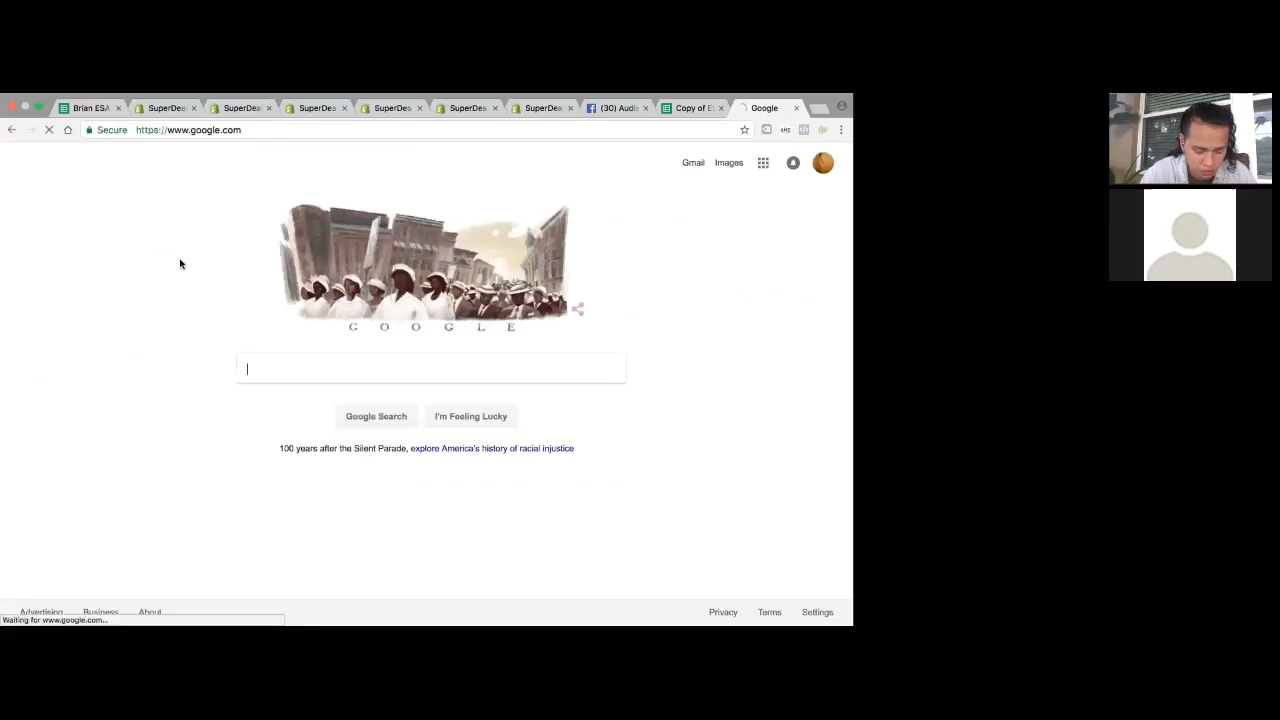 Brian ESA
SuperDea
SuperDea
SuperDea
SuperDea
SuperDea
SuperDea
(30) Audie
Copy of E
Google
Secure
https://www.google.com
Gmail
Images
GOOGLE
Google Search
I'm Feeling Lucky
100 years after the Silent Parade, explore America's history of racial injustice
Advertising
Business
About
Privacy
Terms
Settings
Waiting for www.google.com...